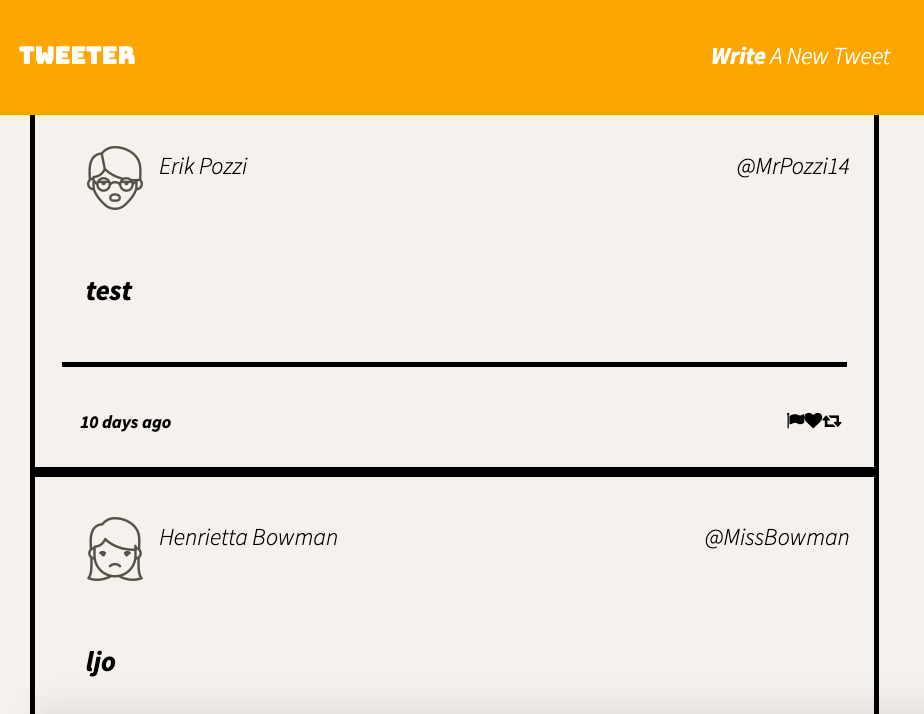 TWEETER
Write A New Tweet
Erik Pozzi
@MrPozzi14
test
10 days ago
Henrietta Bowman
@MissBowman
ljo